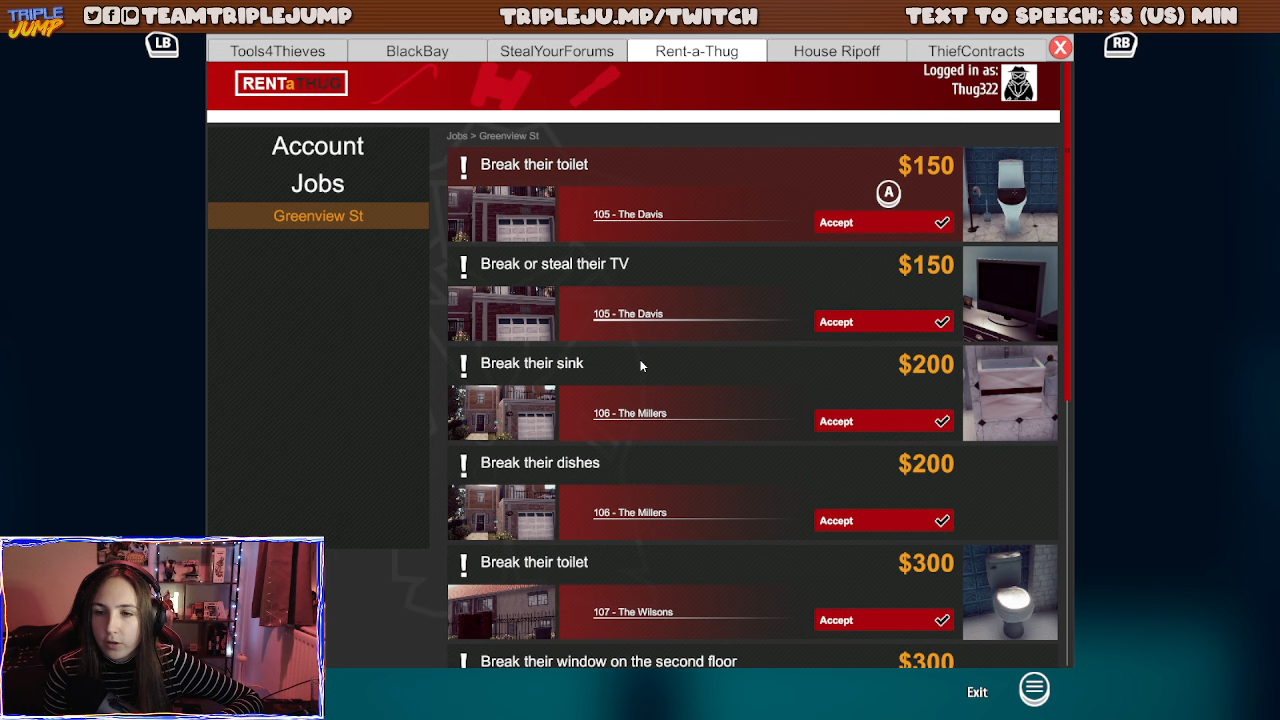 TRIPLE JUMP
TEAMTRIPLEJUMP
TRIPLEJU.MP/TWITCH
TEXT TO SPEECH: $5 (US) MIN
LB
Tools4Thieves
BlackBay
StealYourForums
Rent-a-Thug
House Ripoff
ThiefContracts
X
RB
RENTaTHUG
Logged in as:
Thug322
Account
Jobs
Greenview St
Jobs > Greenview St
! Break their toilet $150
A
105 - The Davis Accept
! Break or steal their TV $150
105 - The Davis Accept
! Break their sink $200
106 - The Millers Accept
! Break their dishes $200
106 - The Millers Accept
! Break their toilet $300
107 - The Wilsons Accept
! Break their window on the second floor $300
Exit